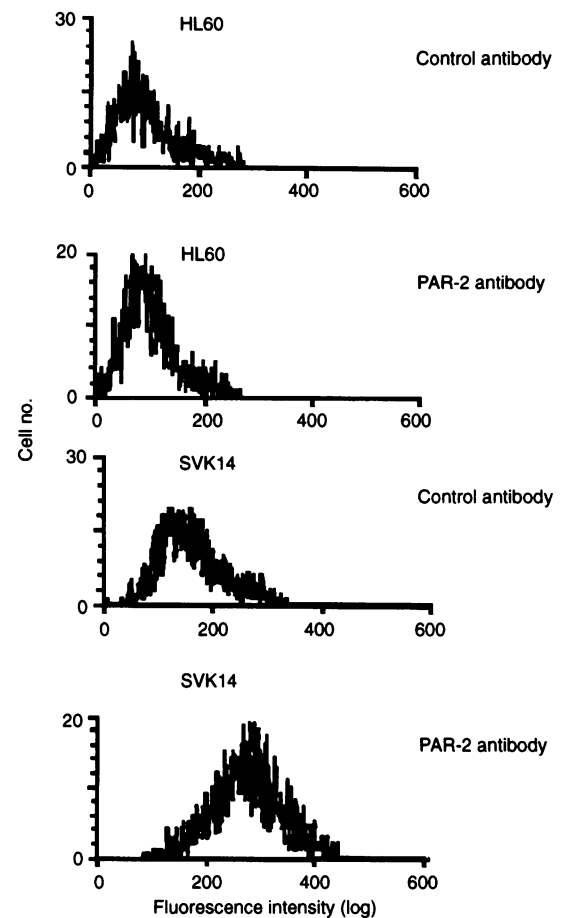 30
HL60
Control antibody
0
0 200 400 600
20
HL60
PAR-2 antibody
0
0 200 400 600
Cell no.
30
SVK14
Control antibody
0
0 200 400 600
SVK14
20
PAR-2 antibody
10
0
0 200 400 600
Fluorescence intensity (log)